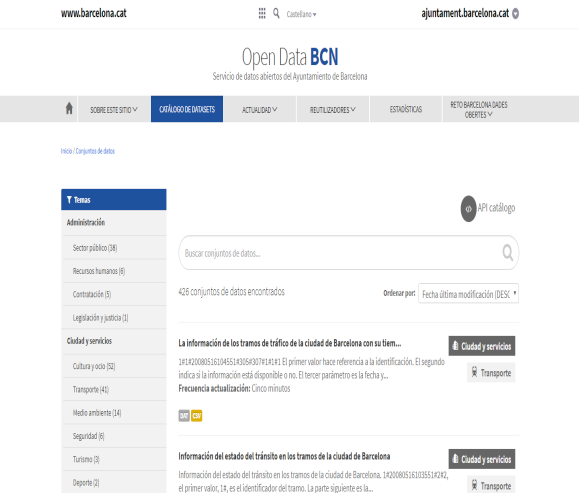 www.barcelona.cat
Castellano
ajuntament.barcelona.cat
Open Data BCN
Servicio de datos abiertos del Ayuntamiento de Barcelona
SOBRE ESTE SITIO
CATÁLOGO DE DATASETS
ACTUALIDAD
REUTILIZADORES
ESTADÍSTICAS
RETO BARCELONA DADES
OBERTES
Inicio / Conjuntos de datos
Temas
Administración
Sector público (38)
Recursos humanos (6)
Contratación (5)
Legislación y justicia (1)
Ciudad y servicios
Cultura y ocio (52)
Transporte (41)
Medio ambiente (14)
Seguridad (6)
Turismo (3)
Deporte (2)
API catálogo
Buscar conjuntos de datos...
426 conjuntos de datos encontrados
Ordenar por: Fecha última modificación (DESC
La información de los tramos de tráfico de la ciudad de Barcelona con su tiem...
Ciudad y servicios
Transporte
1#1#20080516104551#305#307#1#1#1 El primer valor hace referencia a la identificación. El segundo
indica si la información está disponible o no. El tercer parámetro es la fecha y...
Frecuencia actualización: Cinco minutos
DAT CSV
Información del estado del tránsito en los tramos de la ciudad de Barcelona
Ciudad y servicios
Transporte
Información del estado del tránsito en los tramos de la ciudad de Barcelona. 1#20080516103551#2#2,
el primer valor, 1#, es el identificador del tramo. La parte siguiente es la...